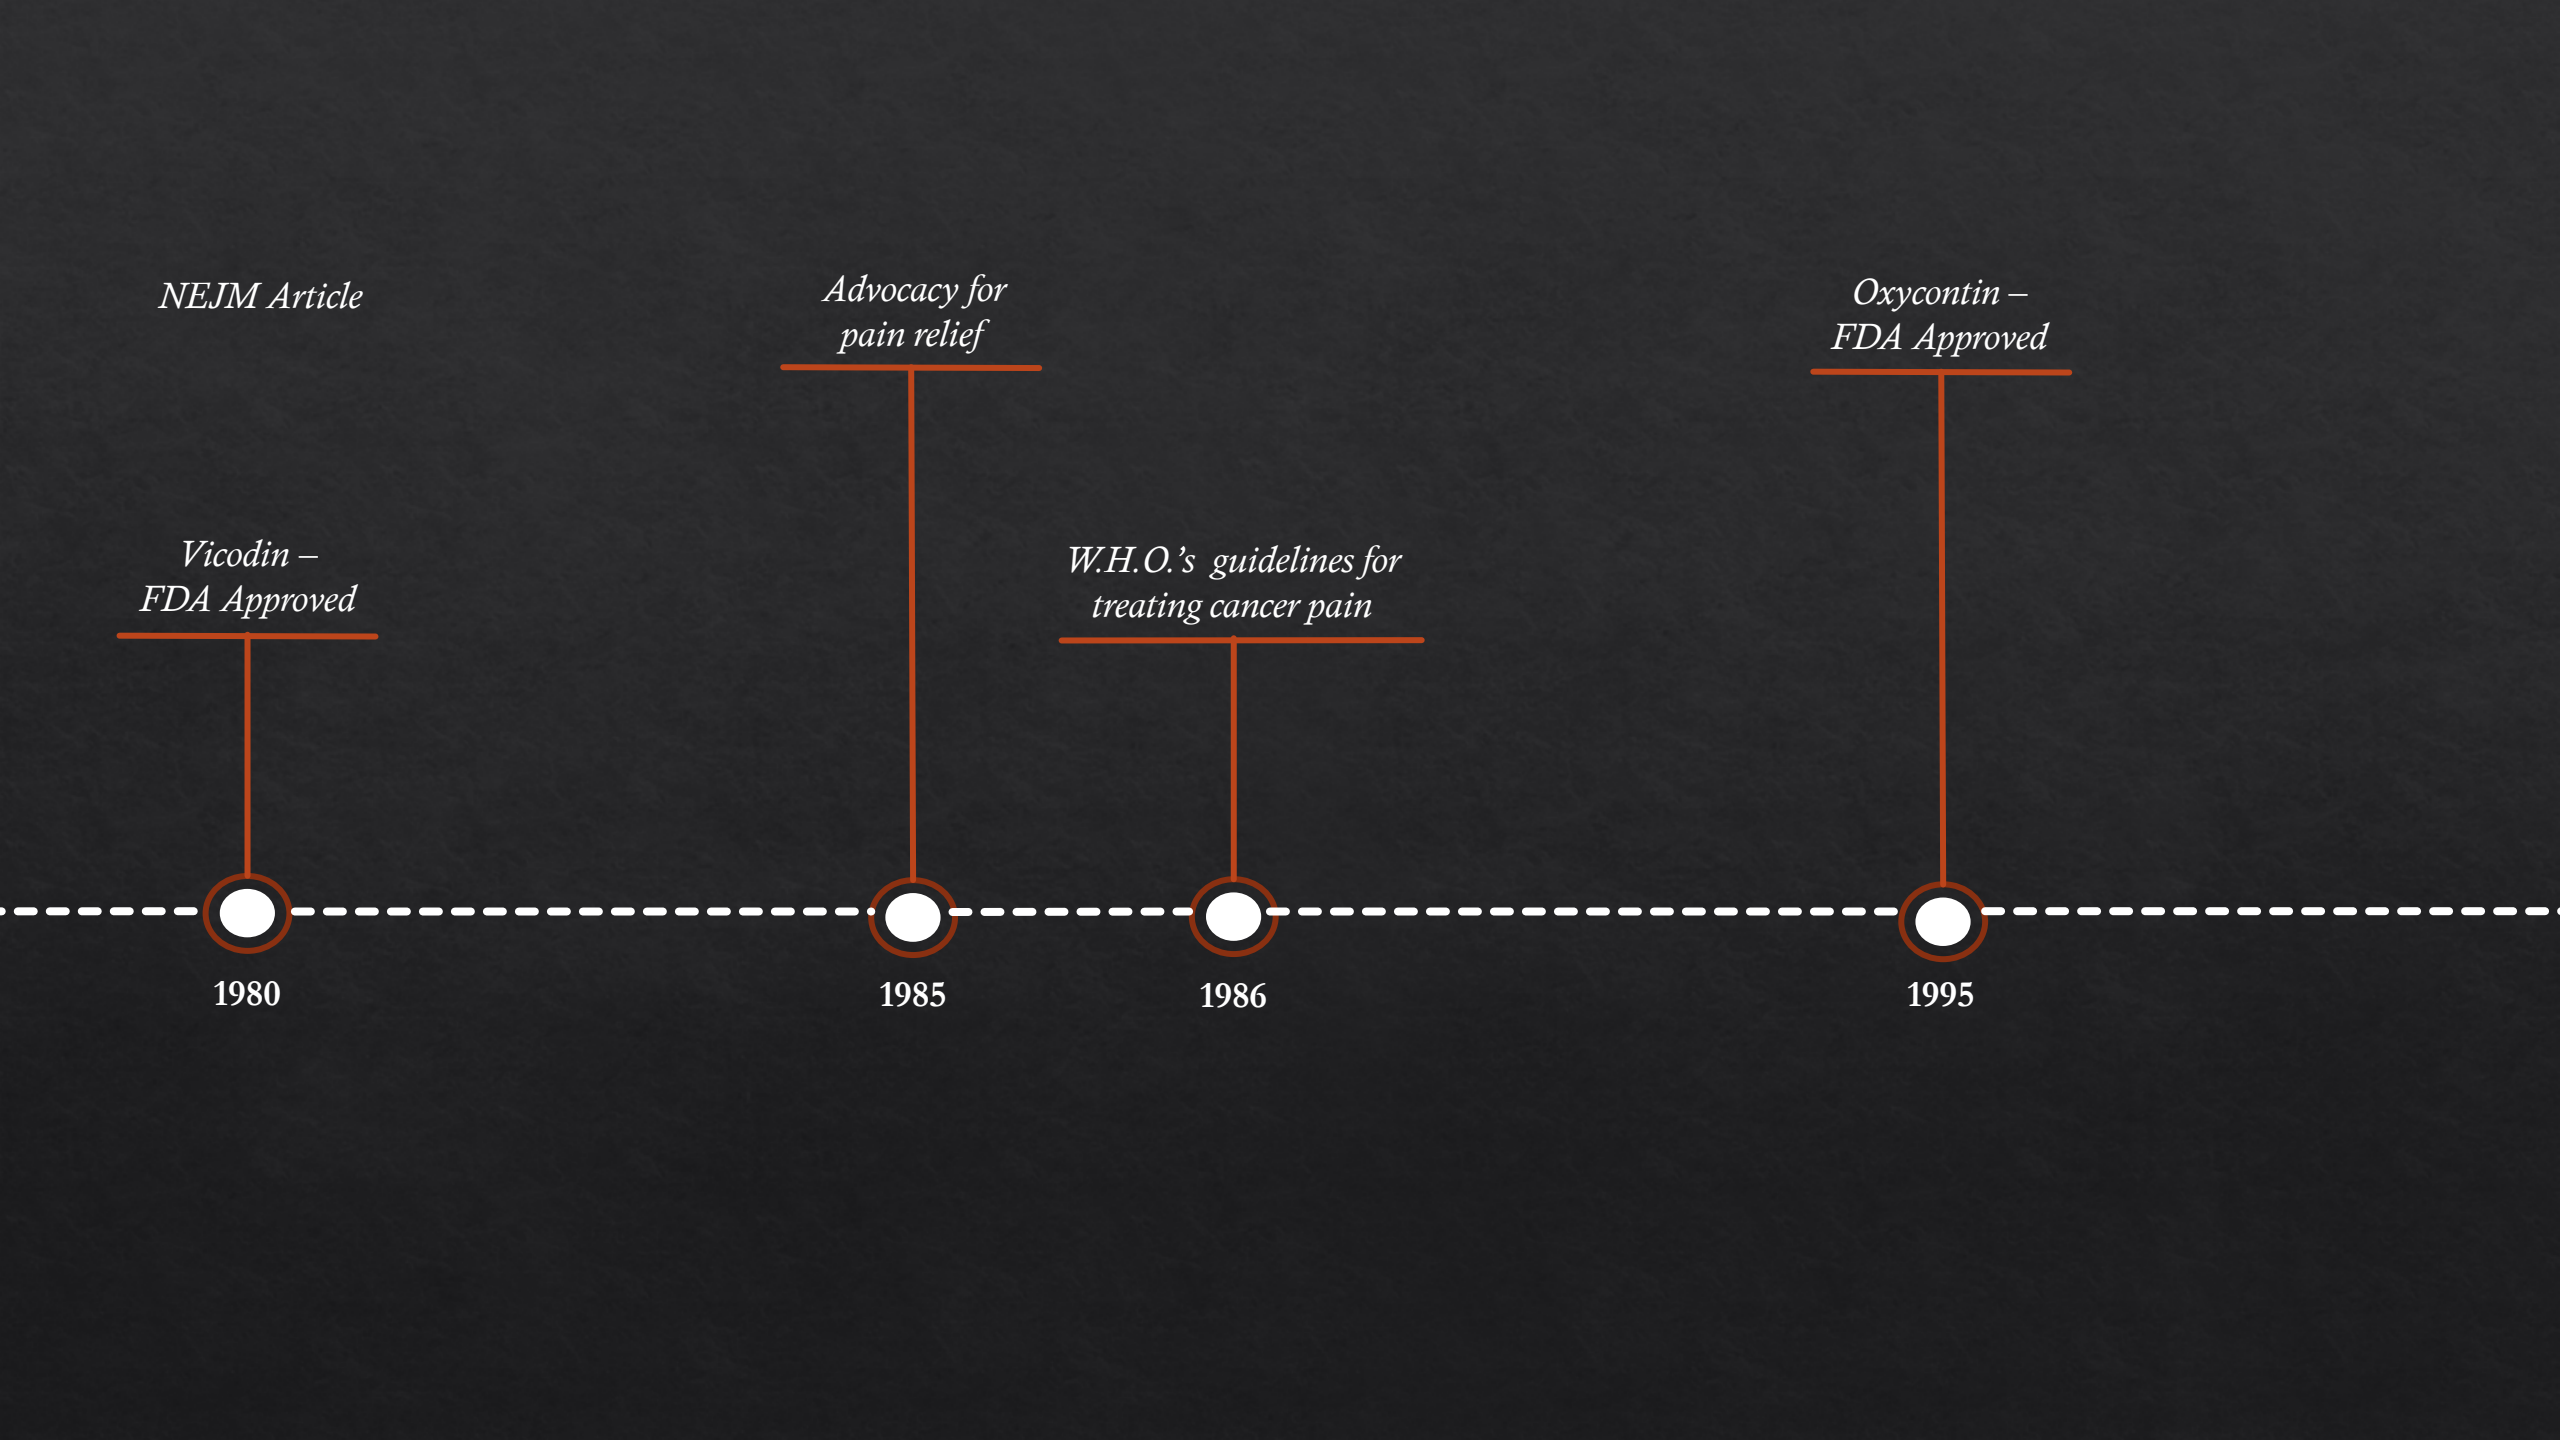 NEJM Article
Vicodin –
FDA Approved
1980
Advocacy for
pain relief
1985
W.H.O.’s  guidelines for
treating cancer pain
1986
Oxycontin –
FDA Approved
1995